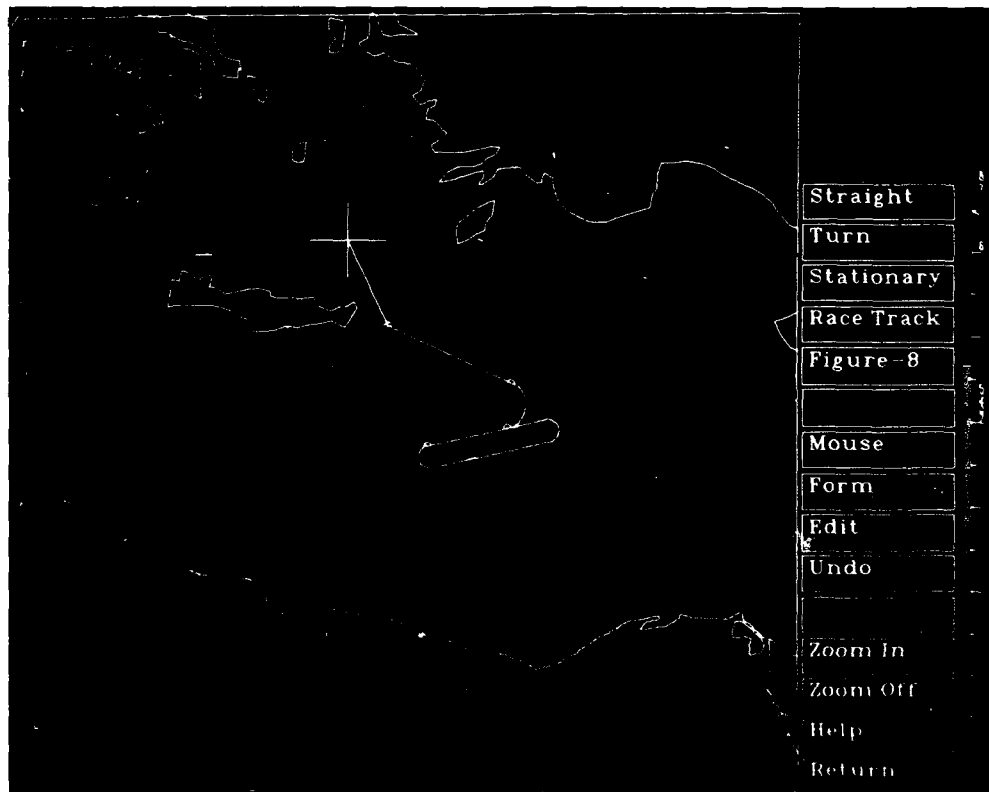 Straight
Turn
Stationary
Race Track
Figure-8
Mouse
Form
Edit
Undo
Zoom In
Zoom Off
Help
Return